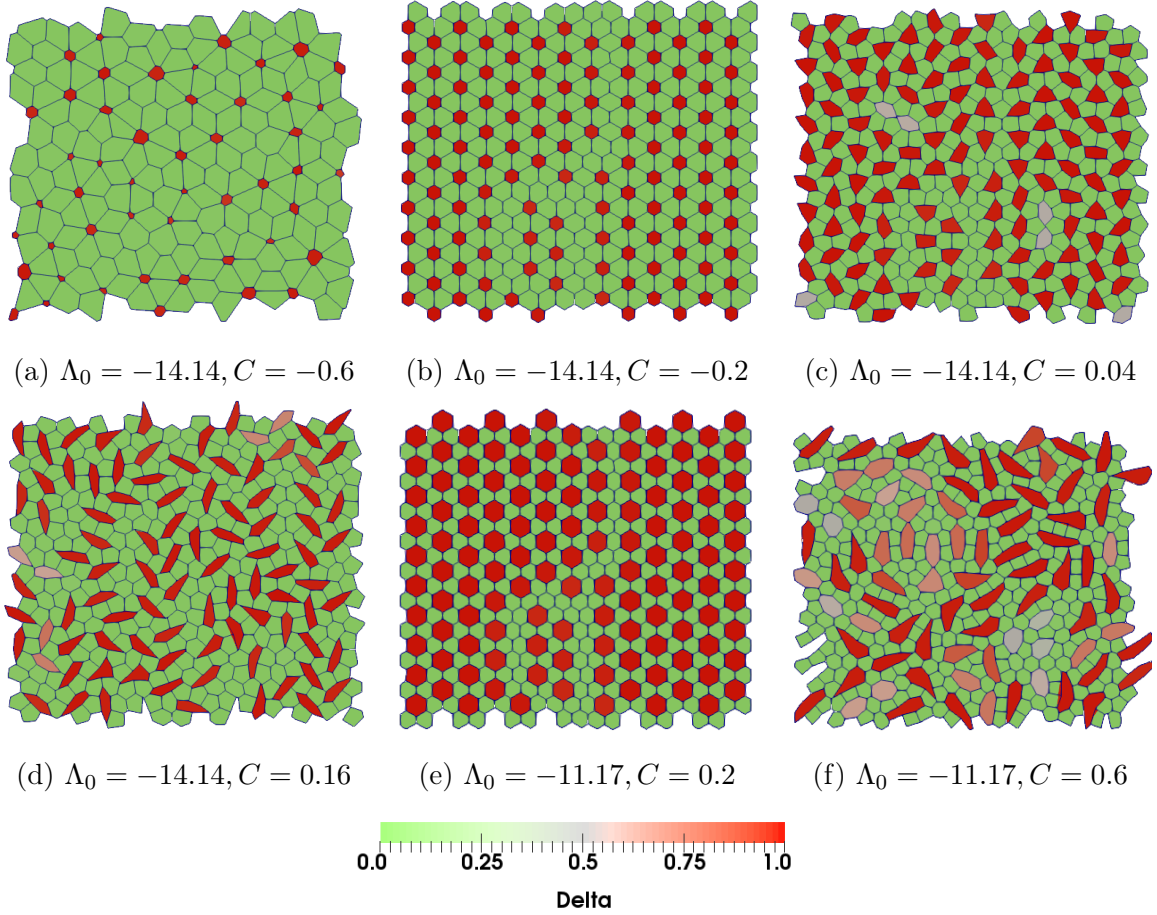 (a) Λ₀ = −14.14, C = −0.6
(b) Λ₀ = −14.14, C = −0.2
(c) Λ₀ = −14.14, C = 0.04
(d) Λ₀ = −14.14, C = 0.16
(e) Λ₀ = −11.17, C = 0.2
(f) Λ₀ = −11.17, C = 0.6
0.0 0.25 0.5 0.75 1.0
Delta